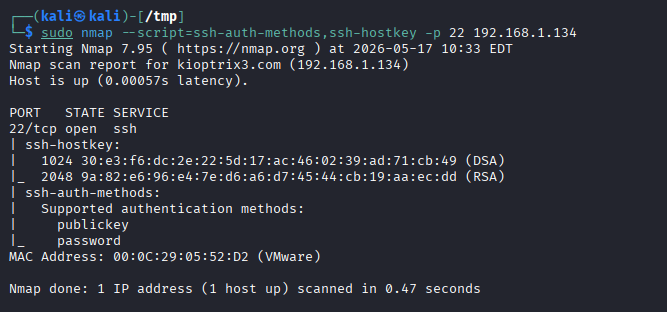 ┌──(kali㉿kali)-[/tmp]
└─$ sudo nmap --script=ssh-auth-methods,ssh-hostkey -p 22 192.168.1.134
Starting Nmap 7.95 ( https://nmap.org ) at 2026-05-17 10:33 EDT
Nmap scan report for kioptrix3.com (192.168.1.134)
Host is up (0.00057s latency).

PORT   STATE SERVICE
22/tcp open  ssh
| ssh-hostkey:
|   1024 30:e3:f6:dc:2e:22:5d:17:ac:46:02:39:ad:71:cb:49 (DSA)
|_  2048 9a:82:e6:96:e4:7e:d6:a6:d7:45:44:cb:19:aa:ec:dd (RSA)
| ssh-auth-methods:
|   Supported authentication methods:
|     publickey
|_    password
MAC Address: 00:0C:29:05:52:D2 (VMware)

Nmap done: 1 IP address (1 host up) scanned in 0.47 seconds